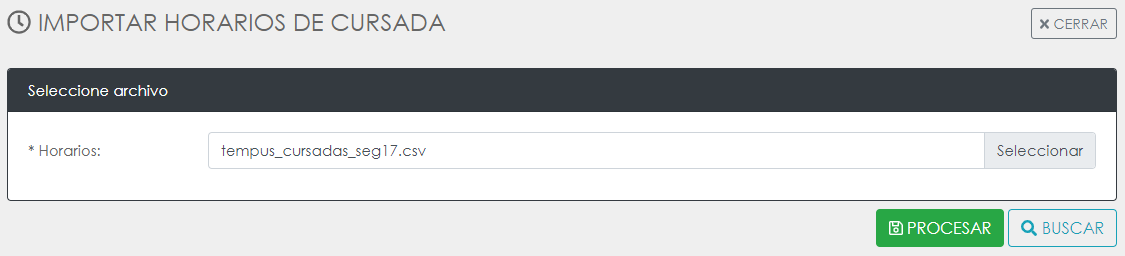 IMPORTAR HORARIOS DE CURSADA
CERRAR
Seleccione archivo
* Horarios:
tempus_cursadas_seg17.csv
Seleccionar
PROCESAR
BUSCAR